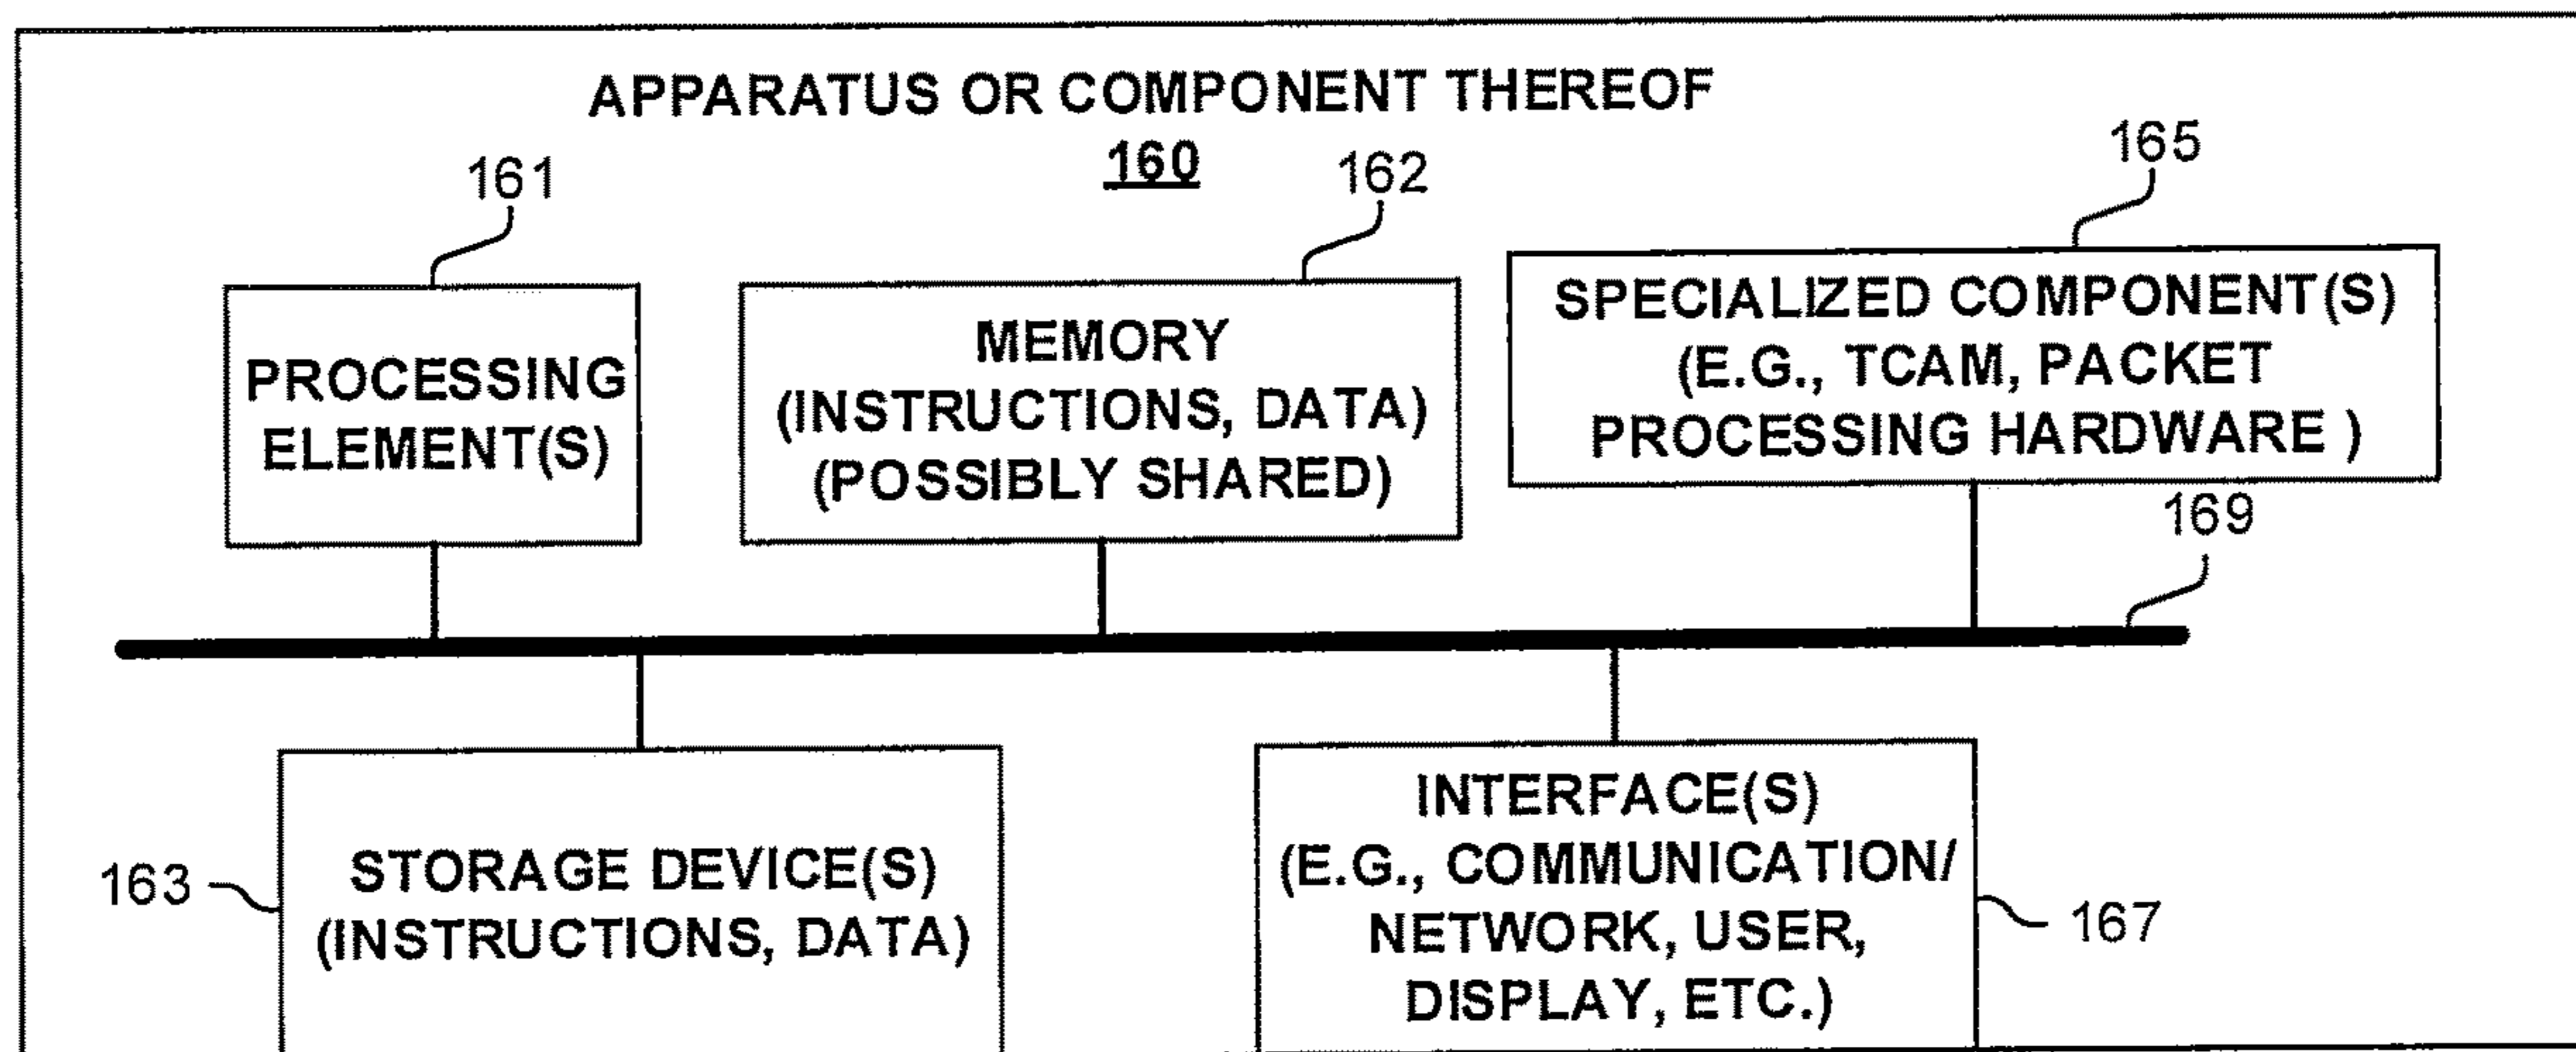 APPARATUS OR COMPONENT THEREOF
160
161
162
165
PROCESSING
ELEMENT(S)
MEMORY
(INSTRUCTIONS, DATA)
(POSSIBLY SHARED)
SPECIALIZED COMPONENT(S)
(E.G., TCAM, PACKET
PROCESSING HARDWARE )
169
163
STORAGE DEVICE(S)
(INSTRUCTIONS, DATA)
INTERFACE(S)
(E.G., COMMUNICATION/
NETWORK, USER,
DISPLAY, ETC.)
167